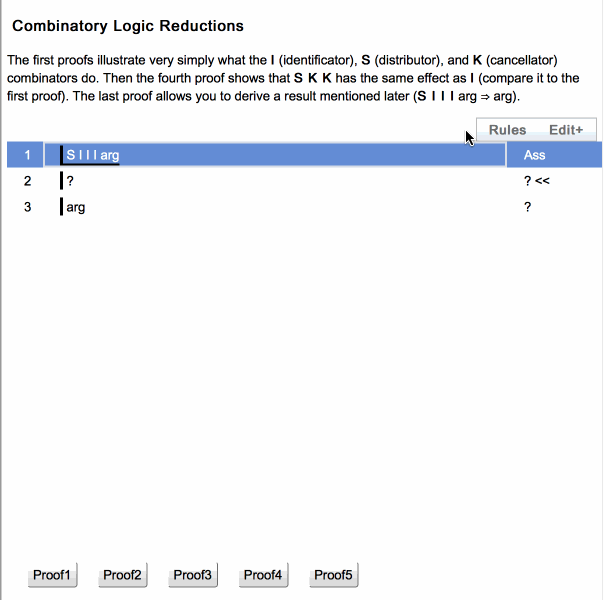 Combinatory Logic Reductions
The first proofs illustrate very simply what the I (identificator), S (distributor), and K (cancellator)
combinators do. Then the fourth proof shows that S K K has the same effect as I (compare it to the
first proof). The last proof allows you to derive a result mentioned later (S I I I arg ⇒ arg).
Rules Edit+
1 S I I I arg Ass
2 ? ? <<
3 arg ?
Proof1 Proof2 Proof3 Proof4 Proof5